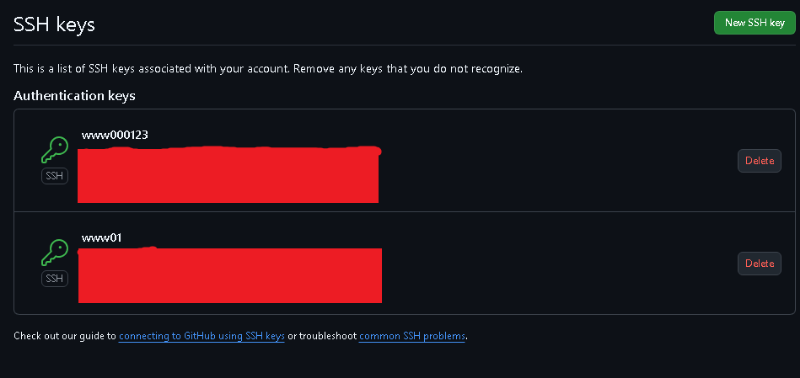 SSH keys
New SSH key
This is a list of SSH keys associated with your account. Remove any keys that you do not recognize.
Authentication keys
www000123
SSH
Delete
www01
SSH
Delete
Check out our guide to connecting to GitHub using SSH keys or troubleshoot common SSH problems.